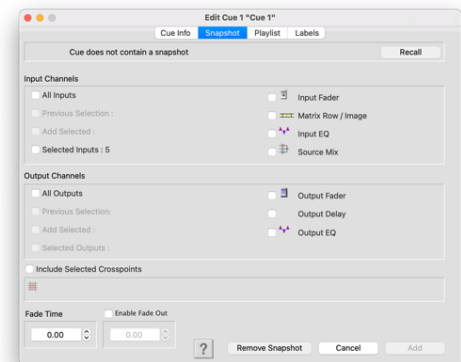 Edit Cue 1 "Cue 1"
Cue Info Snapshot Playlist Labels
Cue does not contain a snapshot Recall
Input Channels
All Inputs Input Fader
Previous Selection : Matrix Row / Image
Add Selected : Input EQ
Selected Inputs : 5 Source Mix
Output Channels
All Outputs Output Fader
Previous Selection: Output Delay
Add Selected : Output EQ
Selected Outputs :
Include Selected Crosspoints
Fade Time Enable Fade Out
0.00 0.00
? Remove Snapshot Cancel Add